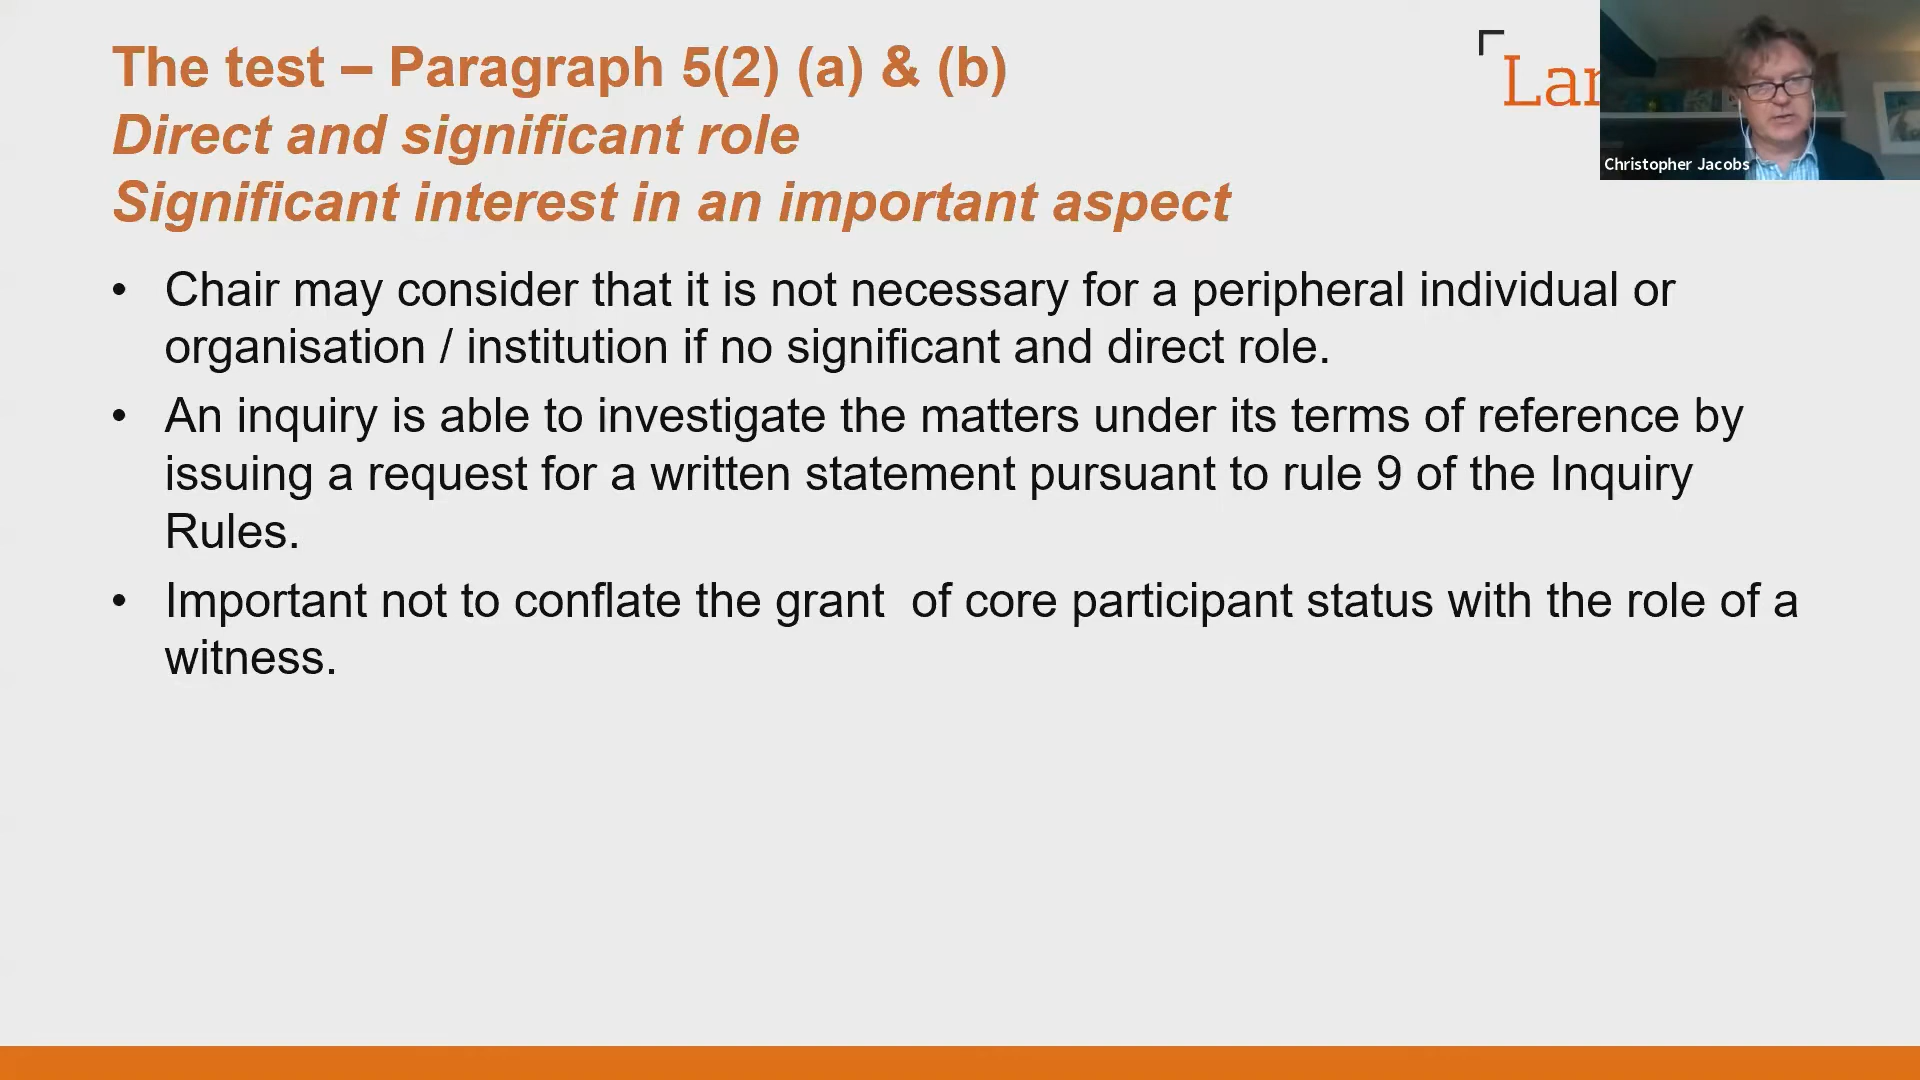 The test – Paragraph 5(2) (a) & (b)
Direct and significant role
Significant interest in an important aspect
Lan
Christopher Jacobs
• Chair may consider that it is not necessary for a peripheral individual or
organisation / institution if no significant and direct role.
• An inquiry is able to investigate the matters under its terms of reference by
issuing a request for a written statement pursuant to rule 9 of the Inquiry
Rules.
• Important not to conflate the grant  of core participant status with the role of a
witness.